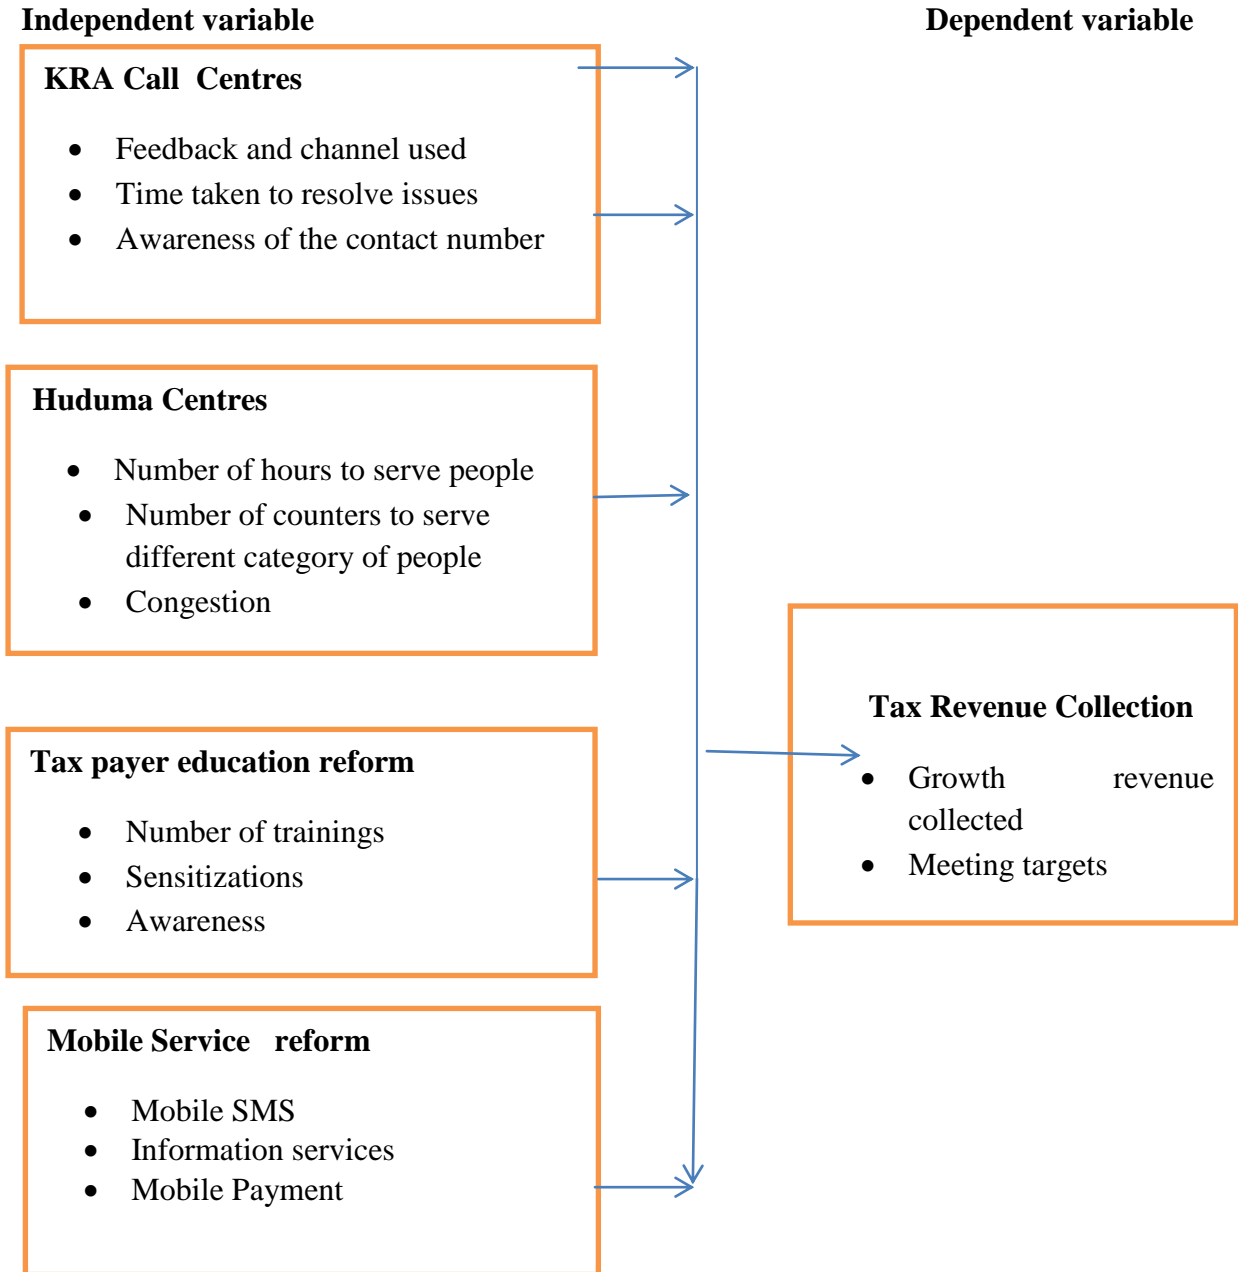 Independent variable
Dependent variable
KRA Call Centres
• Feedback and channel used
• Time taken to resolve issues
• Awareness of the contact number
Huduma Centres
• Number of hours to serve people
• Number of counters to serve
different category of people
• Congestion
Tax payer education reform
• Number of trainings
• Sensitizations
• Awareness
Mobile Service reform
• Mobile SMS
• Information services
• Mobile Payment
Tax Revenue Collection
• Growth revenue
collected
• Meeting targets